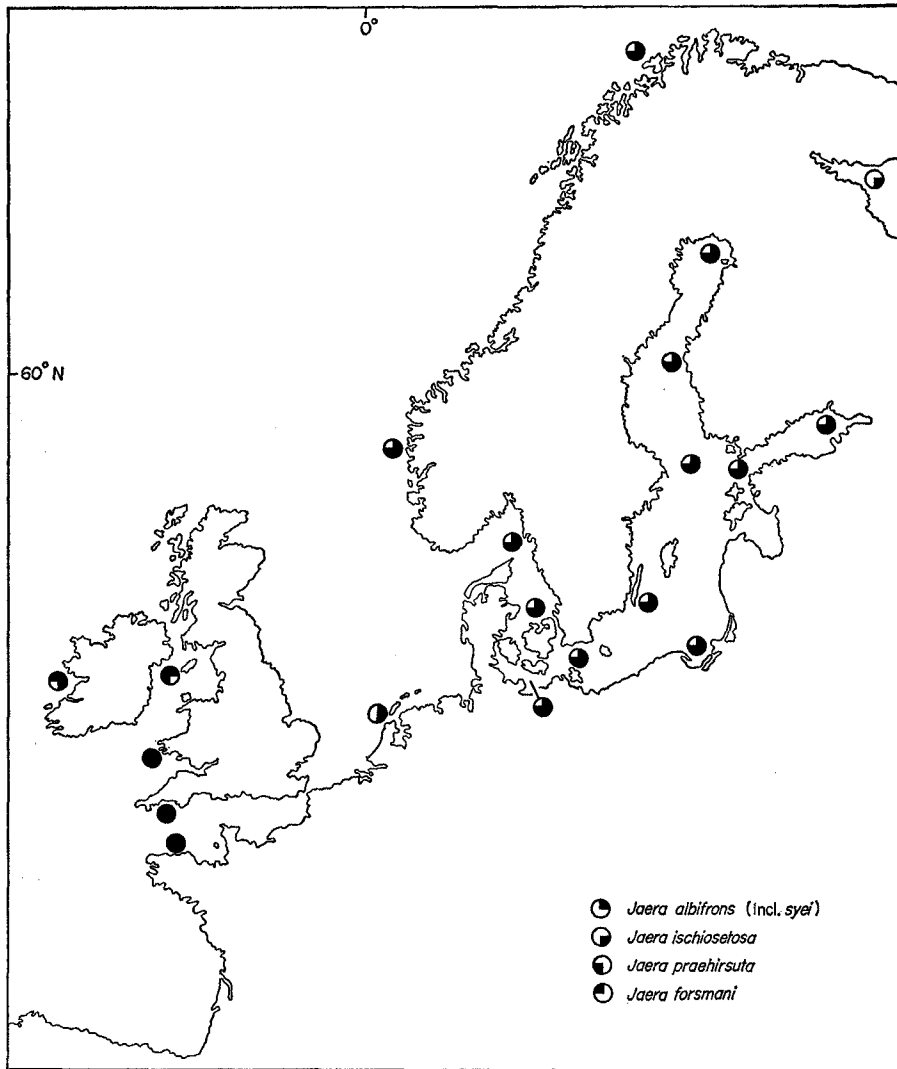 0°
60° N
Jaera albifrons (incl. syei)
Jaera ischiosetosa
Jaera praehirsuta
Jaera forsmani